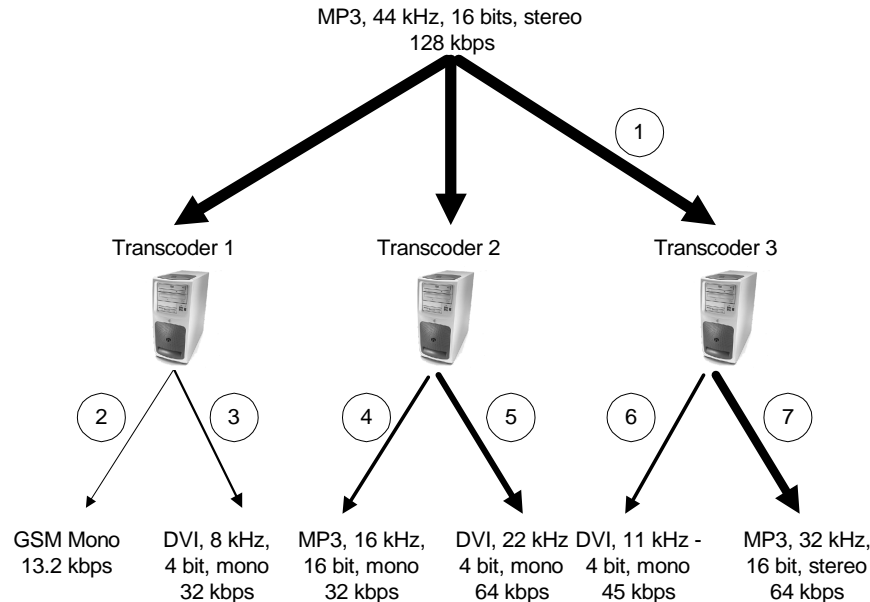 MP3, 44 kHz, 16 bits, stereo
128 kbps
1
Transcoder 1
Transcoder 2
Transcoder 3
2
3
4
5
6
7
GSM Mono
13.2 kbps
DVI, 8 kHz,
4 bit, mono
32 kbps
MP3, 16 kHz,
16 bit, mono
32 kbps
DVI, 22 kHz
4 bit, mono
64 kbps
DVI, 11 kHz -
4 bit, mono
45 kbps
MP3, 32 kHz,
16 bit, stereo
64 kbps